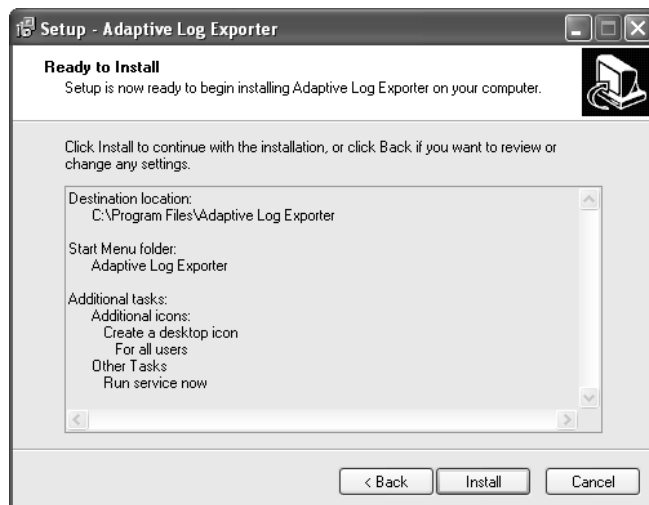 Setup - Adaptive Log Exporter
Ready to Install
Setup is now ready to begin installing Adaptive Log Exporter on your computer.
Click Install to continue with the installation, or click Back if you want to review or
change any settings.
Destination location:
C:\Program Files\Adaptive Log Exporter
Start Menu folder:
Adaptive Log Exporter
Additional tasks:
Additional icons:
Create a desktop icon
For all users
Other Tasks
Run service now
< Back
Install
Cancel